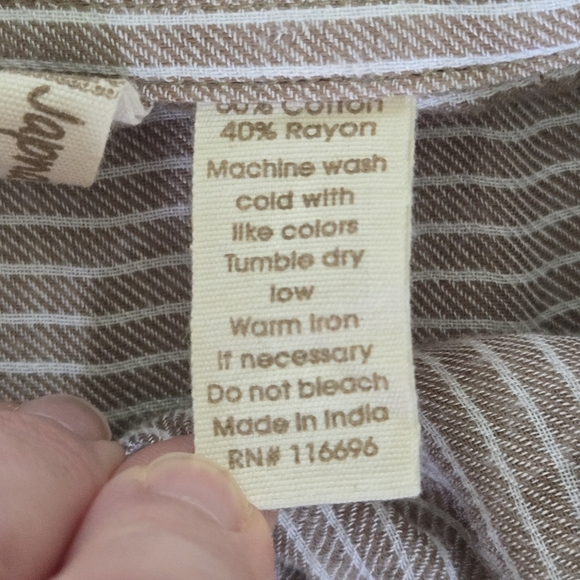 60% Cotton
40% Rayon
Machine wash
cold with
like colors
Tumble dry
low
Warm Iron
if necessary
Do not bleach
Made in India
RN# 116696